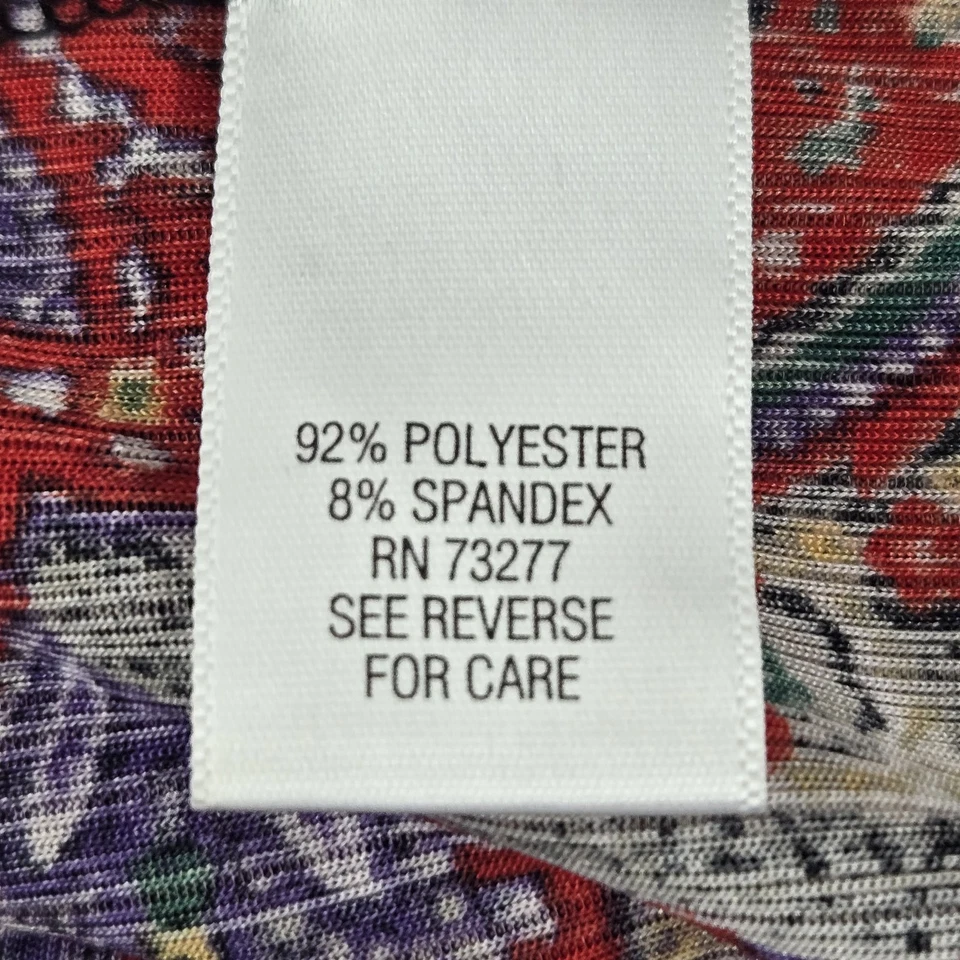 92% POLYESTER
8% SPANDEX
RN 73277
SEE REVERSE
FOR CARE